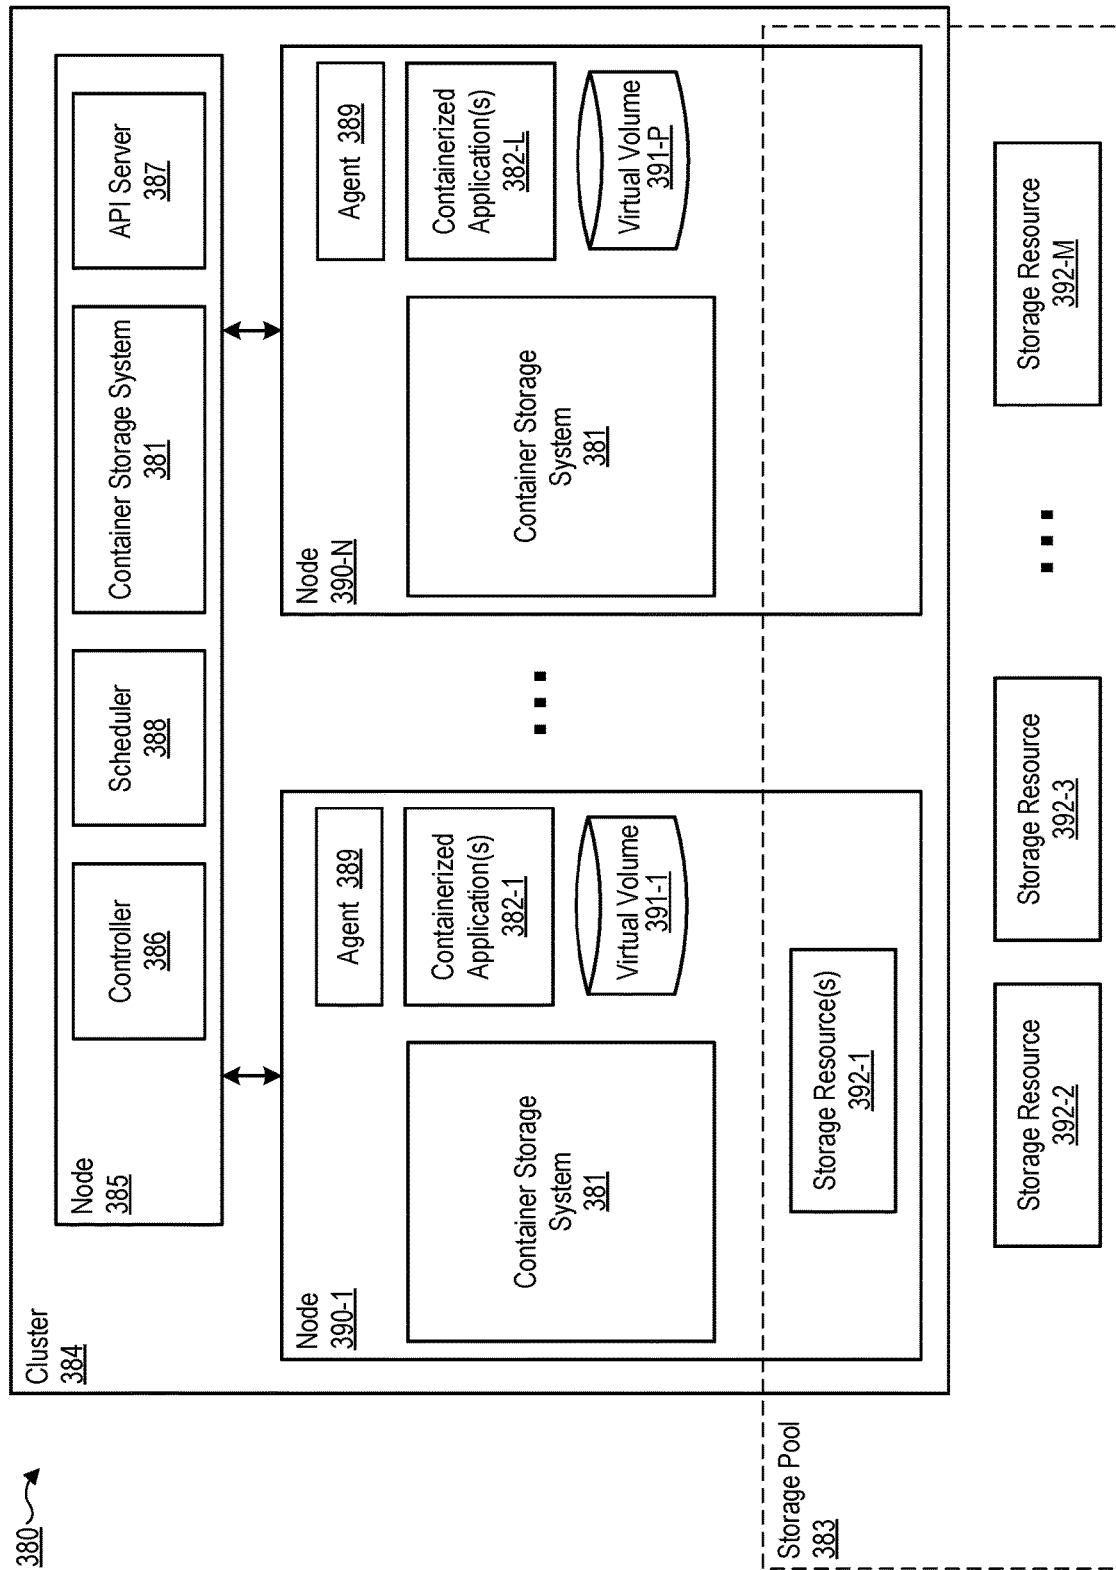 380
Cluster
384
Node
385
Controller
386
Scheduler
388
Container Storage System
381
API Server
387
Node
390-1
Agent 389
Containerized
Application(s)
382-1
Container Storage
System
381
Virtual Volume
391-1
Storage Resource(s)
392-1
Node
390-N
Agent 389
Containerized
Application(s)
382-L
Container Storage
System
381
Virtual Volume
391-P
Storage Pool
383
Storage Resource
392-2
Storage Resource
392-3
Storage Resource
392-M